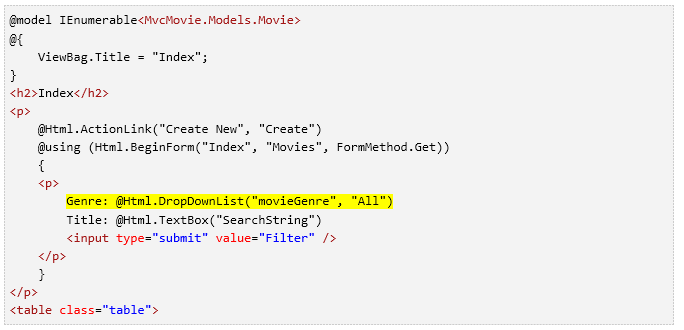 @model IEnumerable<MvcMovie.Models.Movie>
@{
    ViewBag.Title = "Index";
}
<h2>Index</h2>
<p>
    @Html.ActionLink("Create New", "Create")
    @using (Html.BeginForm("Index", "Movies", FormMethod.Get))
    {
    <p>
        Genre: @Html.DropDownList("movieGenre", "All")
        Title: @Html.TextBox("SearchString")
        <input type="submit" value="Filter" />
    </p>
    }
</p>
<table class="table">